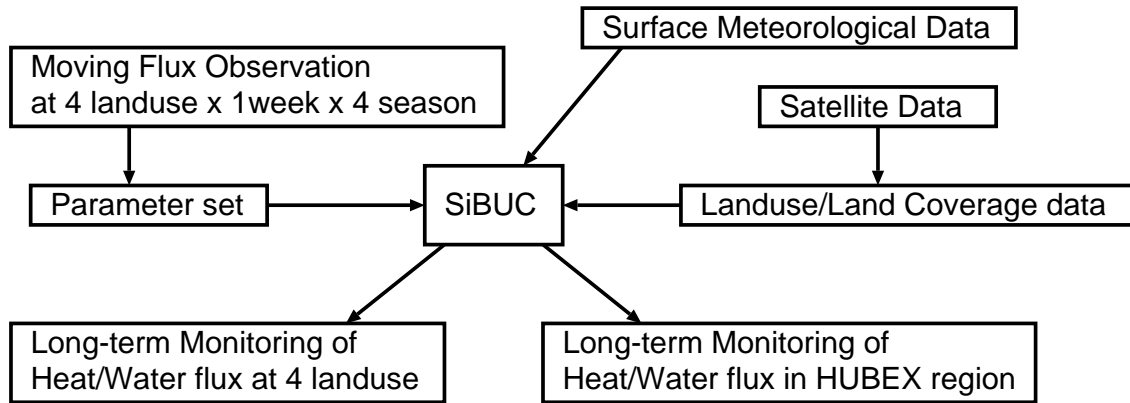 Surface Meteorological Data
Moving Flux Observation
at 4 landuse x 1week x 4 season
Satellite Data
Parameter set
SiBUC
Landuse/Land Coverage data
Long-term Monitoring of
Heat/Water flux at 4 landuse
Long-term Monitoring of
Heat/Water flux in HUBEX region